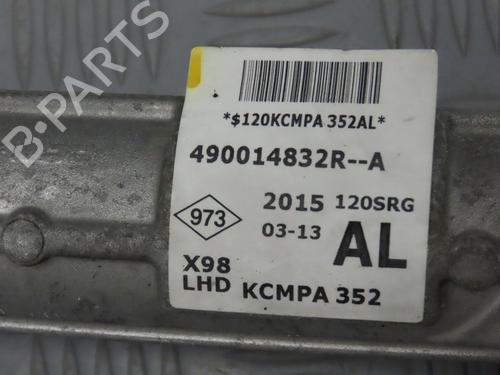 B-PARTS
*$120KCMPA 352AL*
490014832R--A
973
2015 120SRG
03-13 AL
X98
LHD KCMPA 352